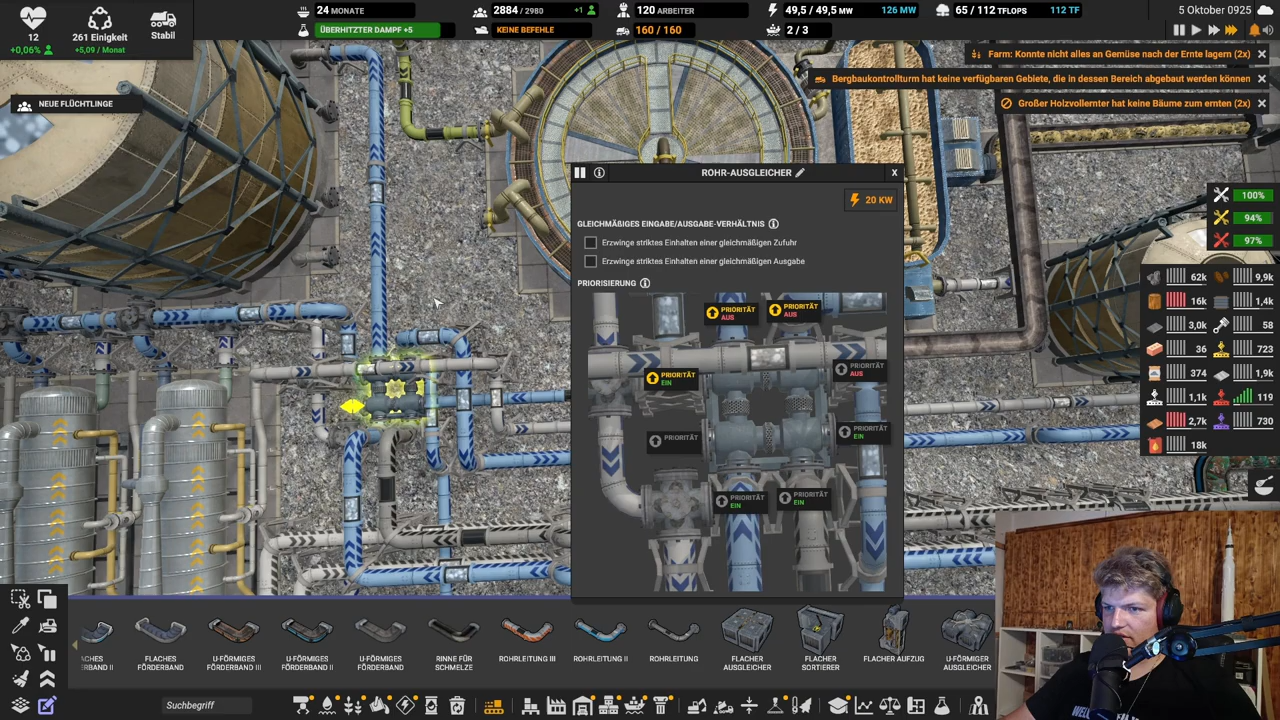 24 MONATE
2884 / 2980
+1
120 ARBEITER
49,5 / 49,5 MW
126 MW
65 / 112 TFLOPS
112 TF
5 Oktober 0925
12
+0,06%
261 Einigkeit
+5,09 / Monat
Stabil
ÜBERHITZTER DAMPF +5
KEINE BEFEHLE
160 / 160
2 / 3
Farm: Konnte nicht alles an Gemüse nach der Ernte lagern (2x)
Bergbaukontrollturm hat keine verfügbaren Gebiete, die in dessen Bereich abgebaut werden können
Großer Holzvollernter hat keine Bäume zum ernten (2x)
NEUE FLÜCHTLINGE
ROHR-AUSGLEICHER
X
20 KW
GLEICHMÄSSIGES EINGABE/AUSGABE-VERHÄLTNIS
Erzwinge striktes Einhalten einer gleichmäßigen Zufuhr
Erzwinge striktes Einhalten einer gleichmäßigen Ausgabe
PRIORISIERUNG
PRIORITÄT
AUS
PRIORITÄT
AUS
PRIORITÄT
EIN
PRIORITÄT
AUS
PRIORITÄT
PRIORITÄT
EIN
PRIORITÄT
EIN
PRIORITÄT
EIN
100%
94%
97%
62k
9,9k
16k
1,4k
3,0k
58
36
723
374
1,9k
1,1k
119
2,7k
730
18k
ACHES
FÖRDERBAND II
FLACHES
FÖRDERBAND
U-FÖRMIGES
FÖRDERBAND III
U-FÖRMIGES
FÖRDERBAND II
U-FÖRMIGES
FÖRDERBAND
RINNE FÜR
SCHMELZE
ROHRLEITUNG III
ROHRLEITUNG II
ROHRLEITUNG
FLACHER
AUSGLEICHER
FLACHER
SORTIERER
FLACHER AUFZUG
U-FÖRMIGER
AUSGLEICHER
Suchbegriff